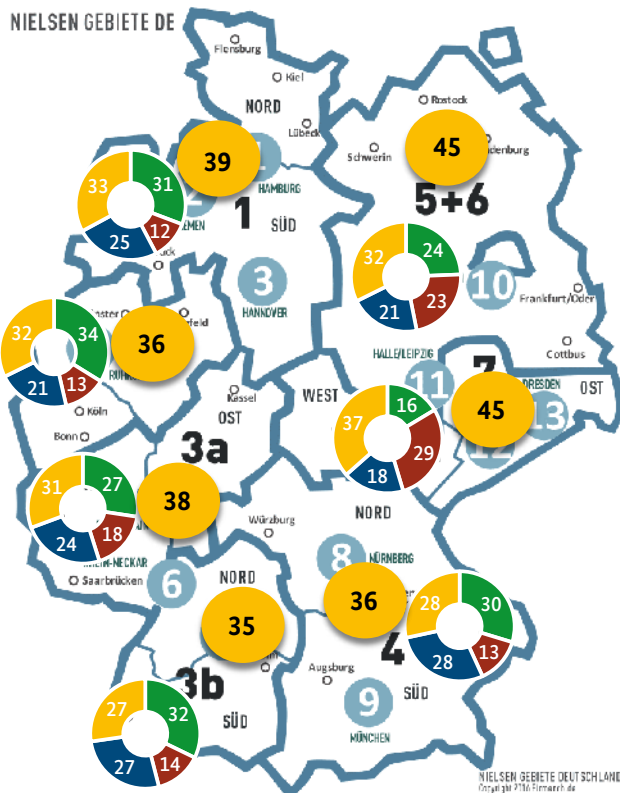 NIELSEN GEBIETE DE
Flensburg
Kiel
NORD
Rostock
Lübeck
39
Schwerin
45
HAMBURG
5+6
33
31
12
25
1
SÜD
3
HANNOVER
32
24
23
21
10
Frankfurt/Oder
32
34
13
21
36
HALLE/LEIPZIG
Cottbus
11
7
DRESDEN
OST
Kassel
WEST
OST
Köln
Bonn
3a
37
16
29
18
45
13
12
31
27
18
24
38
Würzburg
NORD
RHEIN-NECKAR
Saarbrücken
6
NORD
8
NÜRNBERG
36
28
30
13
28
35
4
Augsburg
3b
SÜD
SÜD
9
MÜNCHEN
27
32
14
27
NIELSEN GEBIETE DEUTSCHLAND